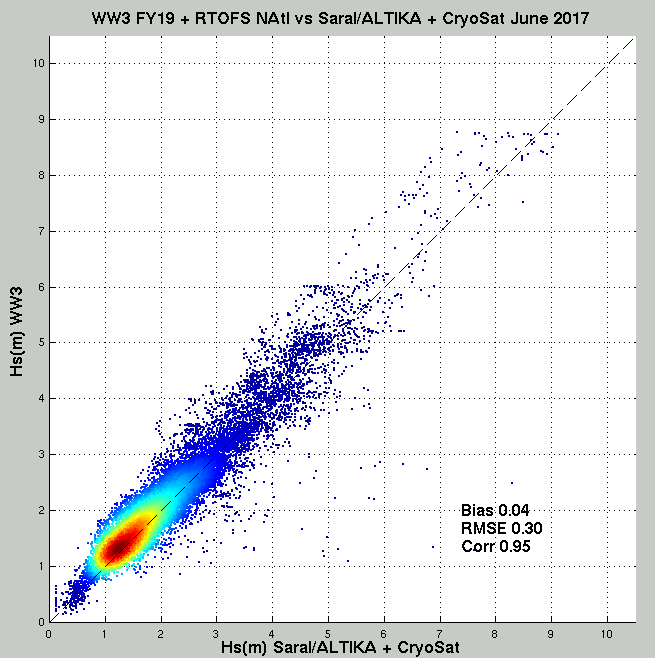 WW3 FY19 + RTOFS NAtl vs Saral/ALTIKA + CryoSat June 2017
10
9
8
7
6
5
4
3
2
1
0
Hs(m) WW3
Bias 0.04
RMSE 0.30
Corr 0.95
0 1 2 3 4 5 6 7 8 9 10
Hs(m) Saral/ALTIKA + CryoSat